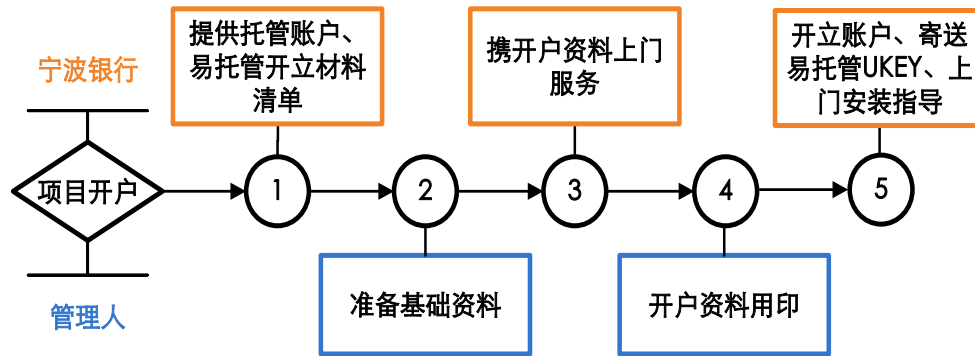 宁波银行
提供托管账户、
易托管开立材料
清单
携开户资料上门
服务
开立账户、寄送
易托管UKEY、上
门安装指导
项目开户
1
2
3
4
5
管理人
准备基础资料
开户资料用印